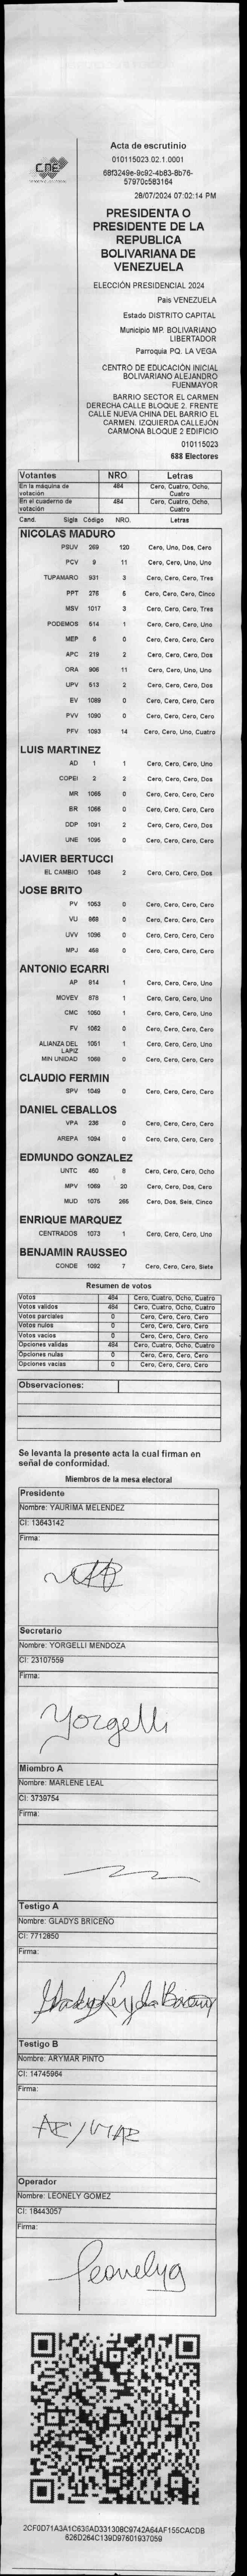 CNE
Acta de escrutinio
010115023.02.1.0001
68f3249e-9c92-4b83-8b76-
57970c583164
28/07/2024 07:02:14 PM
PRESIDENTA O
PRESIDENTE DE LA
REPUBLICA
BOLIVARIANA DE
VENEZUELA
ELECCIÓN PRESIDENCIAL 2024
Pais VENEZUELA
Estado DISTRITO CAPITAL
Municipio MP. BOLIVARIANO
LIBERTADOR
Parroquia PQ. LA VEGA
CENTRO DE EDUCACIÓN INICIAL
BOLIVARIANO ALEJANDRO
FUENMAYOR
BARRIO SECTOR EL CARMEN
DERECHA CALLE BLOQUE 2. FRENTE
CALLE NUEVA CHINA DEL BARRIO EL
CARMEN. IZQUIERDA CALLEJÓN
CARMONA BLOQUE 2 EDIFICIO
010115023
688 Electores
Votantes NRO Letras
En la máquina de votación 484 Cero, Cuatro, Ocho, Cuatro
En el cuaderno de votación 484 Cero, Cuatro, Ocho, Cuatro
Cand. Sigla Código NRO. Letras
NICOLAS MADURO
PSUV 269 120 Cero, Uno, Dos, Cero
PCV 9 11 Cero, Cero, Uno, Uno
TUPAMARO 931 3 Cero, Cero, Cero, Tres
PPT 276 5 Cero, Cero, Cero, Cinco
MSV 1017 3 Cero, Cero, Cero, Tres
PODEMOS 514 1 Cero, Cero, Cero, Uno
MEP 6 0 Cero, Cero, Cero, Cero
APC 219 2 Cero, Cero, Cero, Dos
ORA 906 11 Cero, Cero, Uno, Uno
UPV 513 2 Cero, Cero, Cero, Dos
EV 1089 0 Cero, Cero, Cero, Cero
PVV 1090 0 Cero, Cero, Cero, Cero
PFV 1093 14 Cero, Cero, Uno, Cuatro
LUIS MARTINEZ
AD 1 1 Cero, Cero, Cero, Uno
COPEI 2 2 Cero, Cero, Cero, Dos
MR 1065 0 Cero, Cero, Cero, Cero
BR 1066 0 Cero, Cero, Cero, Cero
DDP 1091 2 Cero, Cero, Cero, Dos
UNE 1095 0 Cero, Cero, Cero, Cero
JAVIER BERTUCCI
EL CAMBIO 1048 2 Cero, Cero, Cero, Dos
JOSE BRITO
PV 1053 0 Cero, Cero, Cero, Cero
VU 868 0 Cero, Cero, Cero, Cero
UVV 1096 0 Cero, Cero, Cero, Cero
MPJ 458 0 Cero, Cero, Cero, Cero
ANTONIO ECARRI
AP 914 1 Cero, Cero, Cero, Uno
MOVEV 878 1 Cero, Cero, Cero, Uno
CMC 1050 1 Cero, Cero, Cero, Uno
FV 1052 0 Cero, Cero, Cero, Cero
ALIANZA DEL LAPIZ 1051 1 Cero, Cero, Cero, Uno
MIN UNIDAD 1068 0 Cero, Cero, Cero, Cero
CLAUDIO FERMIN
SPV 1049 0 Cero, Cero, Cero, Cero
DANIEL CEBALLOS
VPA 236 0 Cero, Cero, Cero, Cero
AREPA 1094 0 Cero, Cero, Cero, Cero
EDMUNDO GONZALEZ
UNTC 460 8 Cero, Cero, Cero, Ocho
MPV 1069 20 Cero, Cero, Dos, Cero
MUD 1075 265 Cero, Dos, Seis, Cinco
ENRIQUE MARQUEZ
CENTRADOS 1073 1 Cero, Cero, Cero, Uno
BENJAMIN RAUSSEO
CONDE 1092 7 Cero, Cero, Cero, Siete
Resumen de votos
Votos 484 Cero, Cuatro, Ocho, Cuatro
Votos validos 484 Cero, Cuatro, Ocho, Cuatro
Votos parciales 0 Cero, Cero, Cero, Cero
Votos nulos 0 Cero, Cero, Cero, Cero
Votos vacios 0 Cero, Cero, Cero, Cero
Opciones validas 484 Cero, Cuatro, Ocho, Cuatro
Opciones nulas 0 Cero, Cero, Cero, Cero
Opciones vacias 0 Cero, Cero, Cero, Cero
Observaciones:
Se levanta la presente acta la cual firman en
señal de conformidad.
Miembros de la mesa electoral
Presidente
Nombre: YAURIMA MELENDEZ
CI: 13643142
Firma:
Secretario
Nombre: YORGELLI MENDOZA
CI: 23107559
Firma:
Yorgelli
Miembro A
Nombre: MARLENE LEAL
CI: 3739754
Firma:
Testigo A
Nombre: GLADYS BRICEÑO
CI: 7712850
Firma:
Testigo B
Nombre: ARYMAR PINTO
CI: 14745964
Firma:
ARYMAR
Operador
Nombre: LEONELY GOMEZ
CI: 18443057
Firma:
Leonelyg
2CF0D71A3A1C636AD331308C9742A64AF155CACDB
626D264C139D97601937059